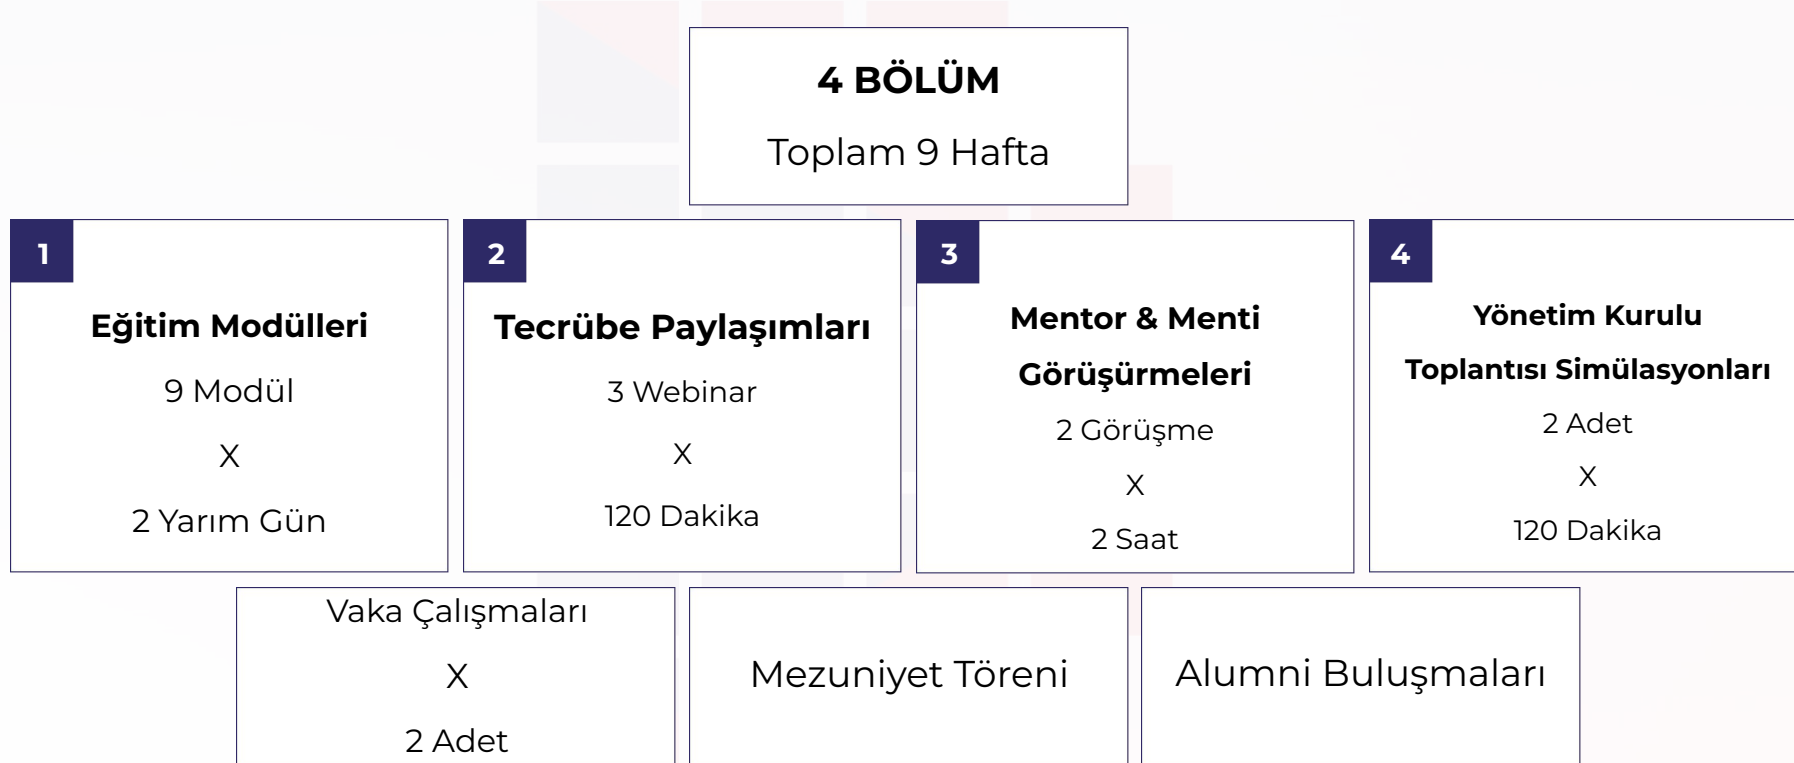 4 BÖLÜM
Toplam 9 Hafta
1
Eğitim Modülleri
9 Modül
X
2 Yarım Gün
2
Tecrübe Paylaşımları
3 Webinar
X
120 Dakika
3
Mentor & Menti
Görüşürmeleri
2 Görüşme
X
2 Saat
4
Yönetim Kurulu
Toplantısı Simülasyonları
2 Adet
X
120 Dakika
Vaka Çalışmaları
X
2 Adet
Mezuniyet Töreni
Alumni Buluşmaları